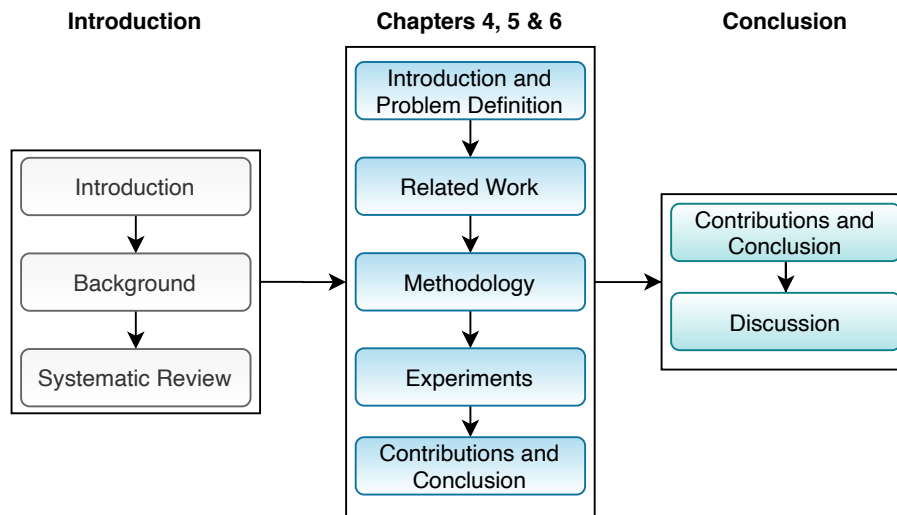 Introduction
Introduction
Background
Systematic Review
Chapters 4, 5 & 6
Introduction and
Problem Definition
Related Work
Methodology
Experiments
Contributions and
Conclusion
Conclusion
Contributions and
Conclusion
Discussion